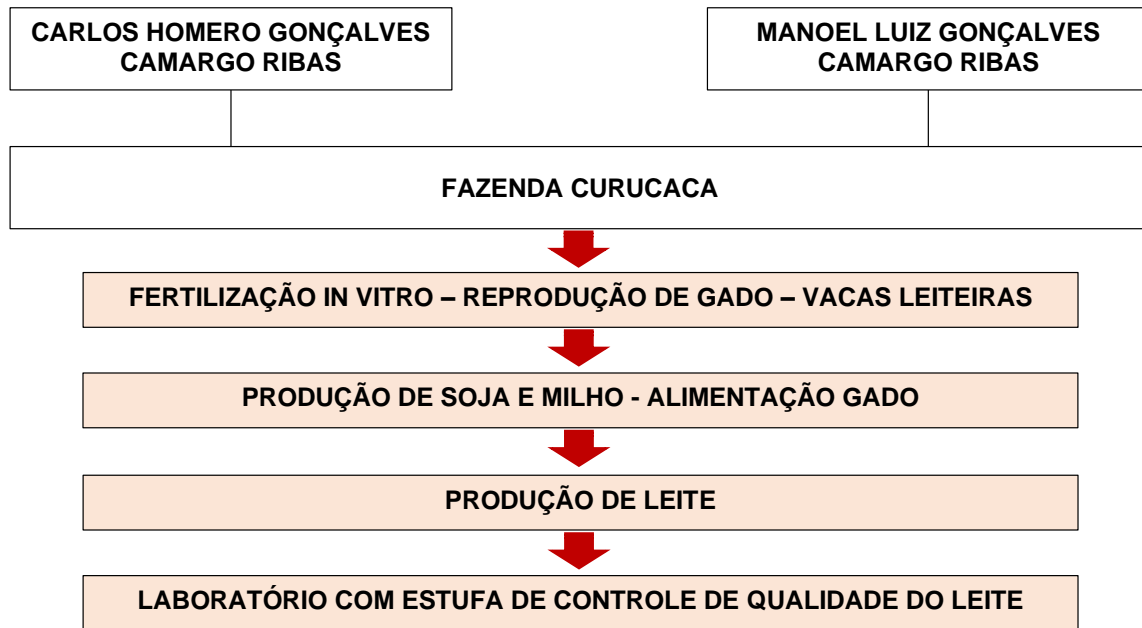 CARLOS HOMERO GONÇALVES
CAMARGO RIBAS
MANOEL LUIZ GONÇALVES
CAMARGO RIBAS
FAZENDA CURUCACA
FERTILIZAÇÃO IN VITRO – REPRODUÇÃO DE GADO – VACAS LEITEIRAS
PRODUÇÃO DE SOJA E MILHO - ALIMENTAÇÃO GADO
PRODUÇÃO DE LEITE
LABORATÓRIO COM ESTUFA DE CONTROLE DE QUALIDADE DO LEITE